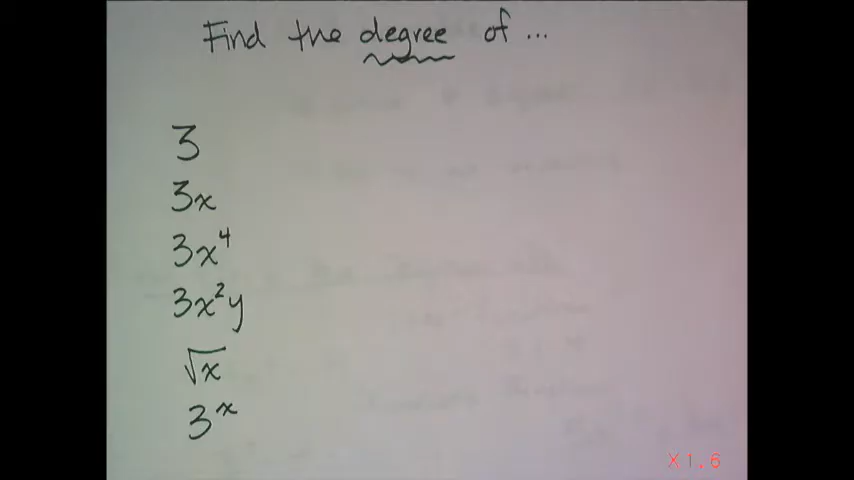 Find the degree of ...
3
3x
3x⁴
3x²y
√x
3ˣ
X1.6